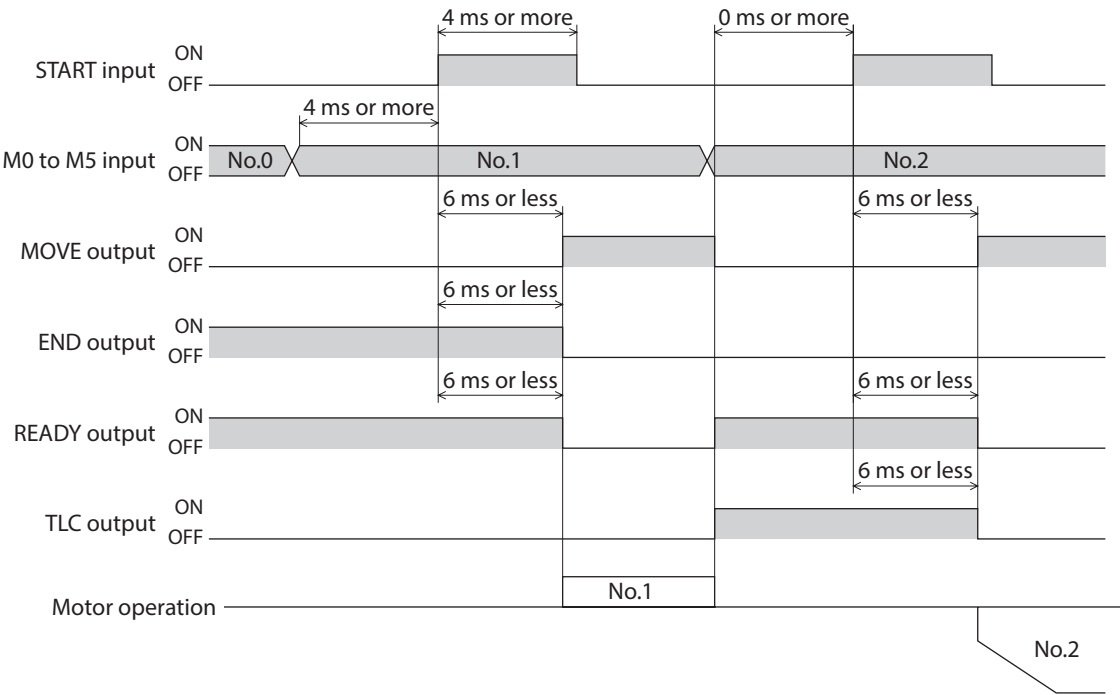 4 ms or more
0 ms or more
START input
ON
OFF
4 ms or more
M0 to M5 input
ON
OFF
No.0
No.1
No.2
6 ms or less
6 ms or less
MOVE output
ON
OFF
6 ms or less
END output
ON
OFF
6 ms or less
6 ms or less
READY output
ON
OFF
6 ms or less
TLC output
ON
OFF
Motor operation
No.1
No.2